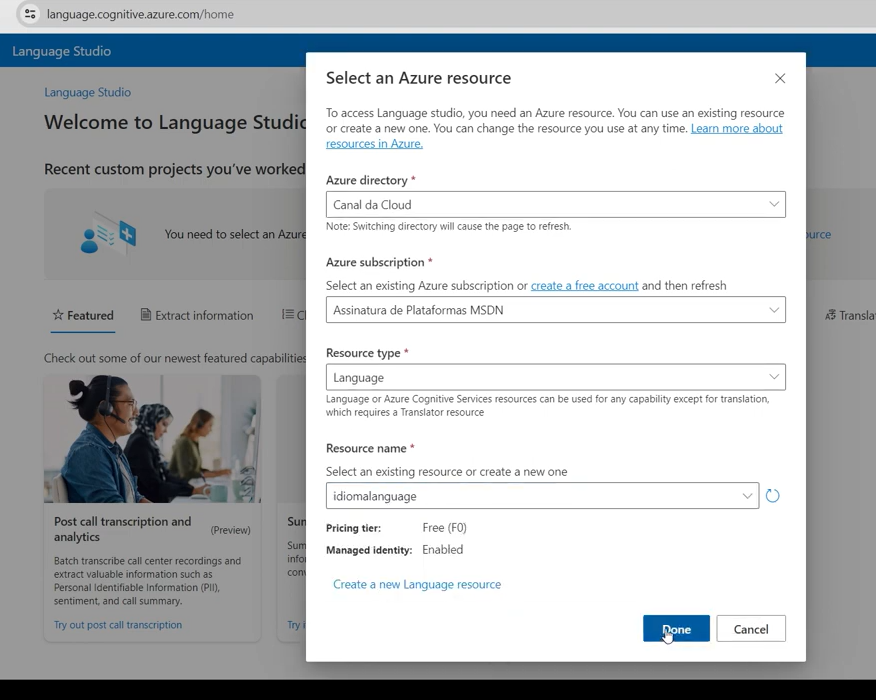 language.cognitive.azure.com/home
Language Studio
Language Studio
Welcome to Language Studio
Recent custom projects you've worked
You need to select an Azure
Featured
Extract information
Check out some of our newest featured capabilities
Post call transcription and
analytics
(Preview)
Batch transcribe call center recordings and
extract valuable information such as
Personal Identifiable Information (PII),
sentiment, and call summary.
Try out post call transcription
Select an Azure resource
To access Language studio, you need an Azure resource. You can use an existing resource
or create a new one. You can change the resource you use at any time. Learn more about
resources in Azure.
Azure directory *
Canal da Cloud
Note: Switching directory will cause the page to refresh.
Azure subscription *
Select an existing Azure subscription or create a free account and then refresh
Assinatura de Plataformas MSDN
Resource type *
Language
Language or Azure Cognitive Services resources can be used for any capability except for translation,
which requires a Translator resource
Resource name *
Select an existing resource or create a new one
idiomalanguage
Pricing tier: Free (F0)
Managed identity: Enabled
Create a new Language resource
Done
Cancel